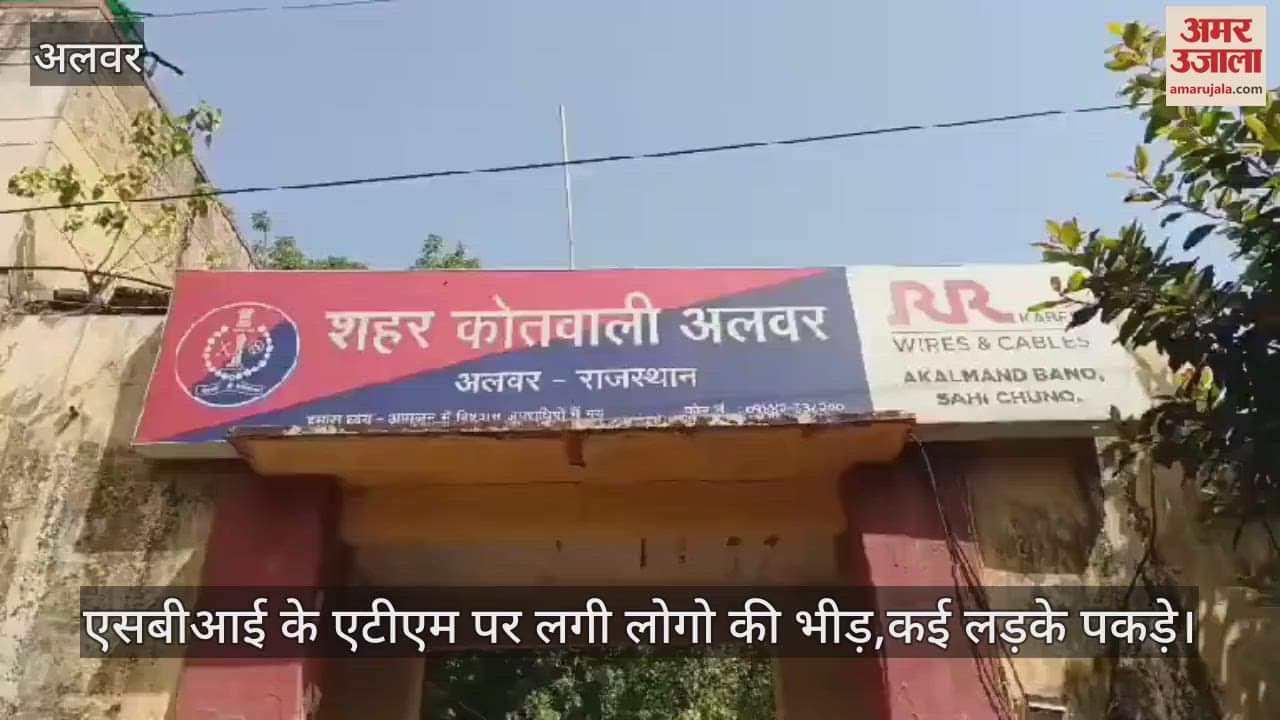 अलवर
अमर
उजाला
amarujala.com
शहर कोतवाली अलवर
अलवर - राजस्थान
RR
WIRES & CABLES
AKALMAND BANO,
SAHI CHUNO.
एसबीआई के एटीएम पर लगी लोगो की भीड़,कई लड़के पकड़े।